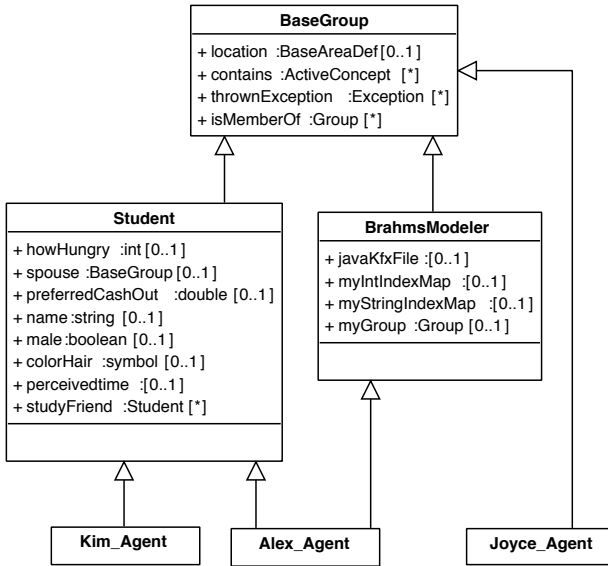 BaseGroup
+ location :BaseAreaDef[0..1]
+ contains :ActiveConcept [*]
+ thrownException :Exception [*]
+ isMemberOf :Group [*]
Student
+ howHungry :int [0..1]
+ spouse :BaseGroup [0..1]
+ preferredCashOut :double [0..1]
+ name:string [0..1]
+ male:boolean [0..1]
+ colorHair :symbol [0..1]
+ perceivedtime :[0..1]
+ studyFriend :Student [*]
BrahmsModeler
+ javaKfxFile :[0..1]
+ myIntIndexMap :[0..1]
+ myStringIndexMap :[0..1]
+ myGroup :Group [0..1]
Kim_Agent
Alex_Agent
Joyce_Agent